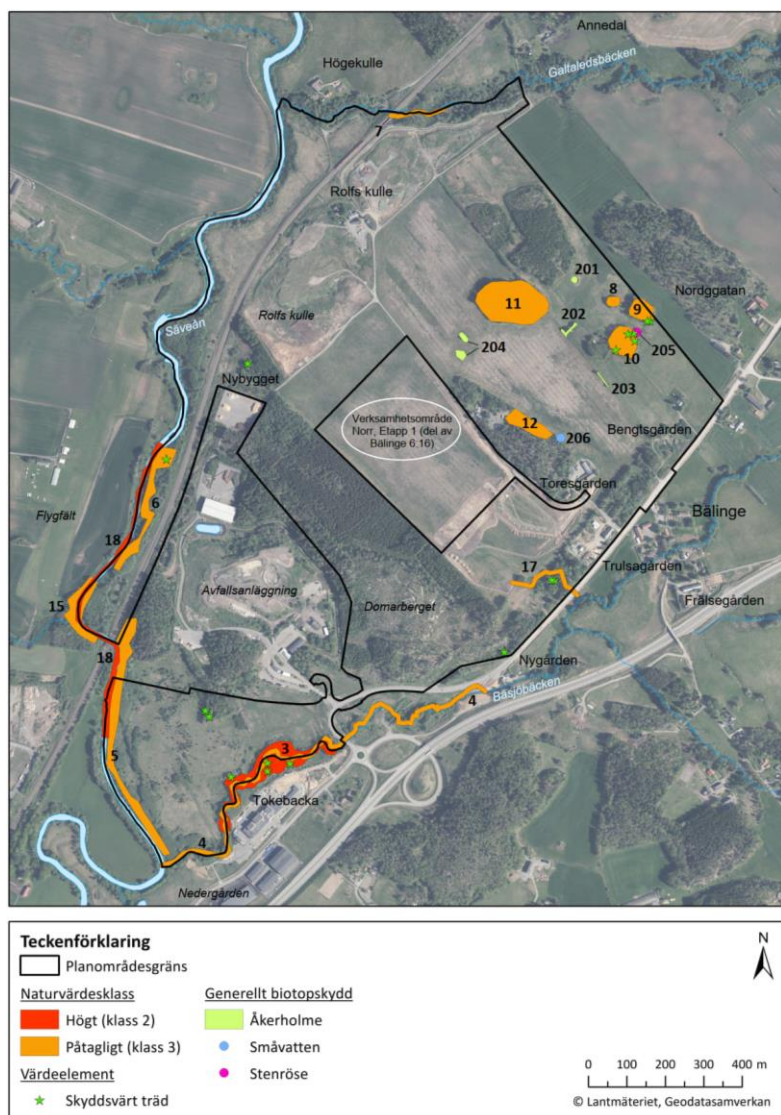 Annedal
Högekulle
Galtaledsbäcken
7
Rolfs kulle
201
8
9
Nordggatan
11
202
Säveån
Rolfs kulle
204
10
205
Nybygget
203
Verksamhetsområde
Norr, Etapp 1 (del av
Bälinge 6:16)
12
206
Bengtsgården
Toresgården
6
Bälinge
Flygfält
18
17
Trulsagården
15
Avfallsanläggning
Domarberget
Frälsegården
18
Nygården
Bäsjöbäcken
4
3
5
Tokebacka
4
Nedergården
Teckenförklaring
Planområdesgräns
Naturvärdesklass
Högt (klass 2)
Påtagligt (klass 3)
Värdeelement
Skyddsvärt träd
Generellt biotopskydd
Åkerholme
Småvatten
Stenröse
N
0 100 200 300 400 m
© Lantmäteriet, Geodatasamverkan